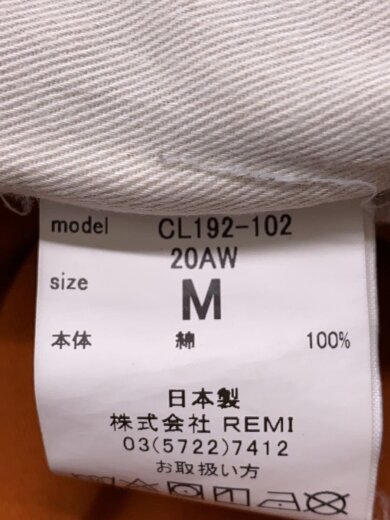 model CL192-102
20AW
size M
本体 綿 100%
日本製
株式会社 REMI
03(5722)7412
お取扱い方